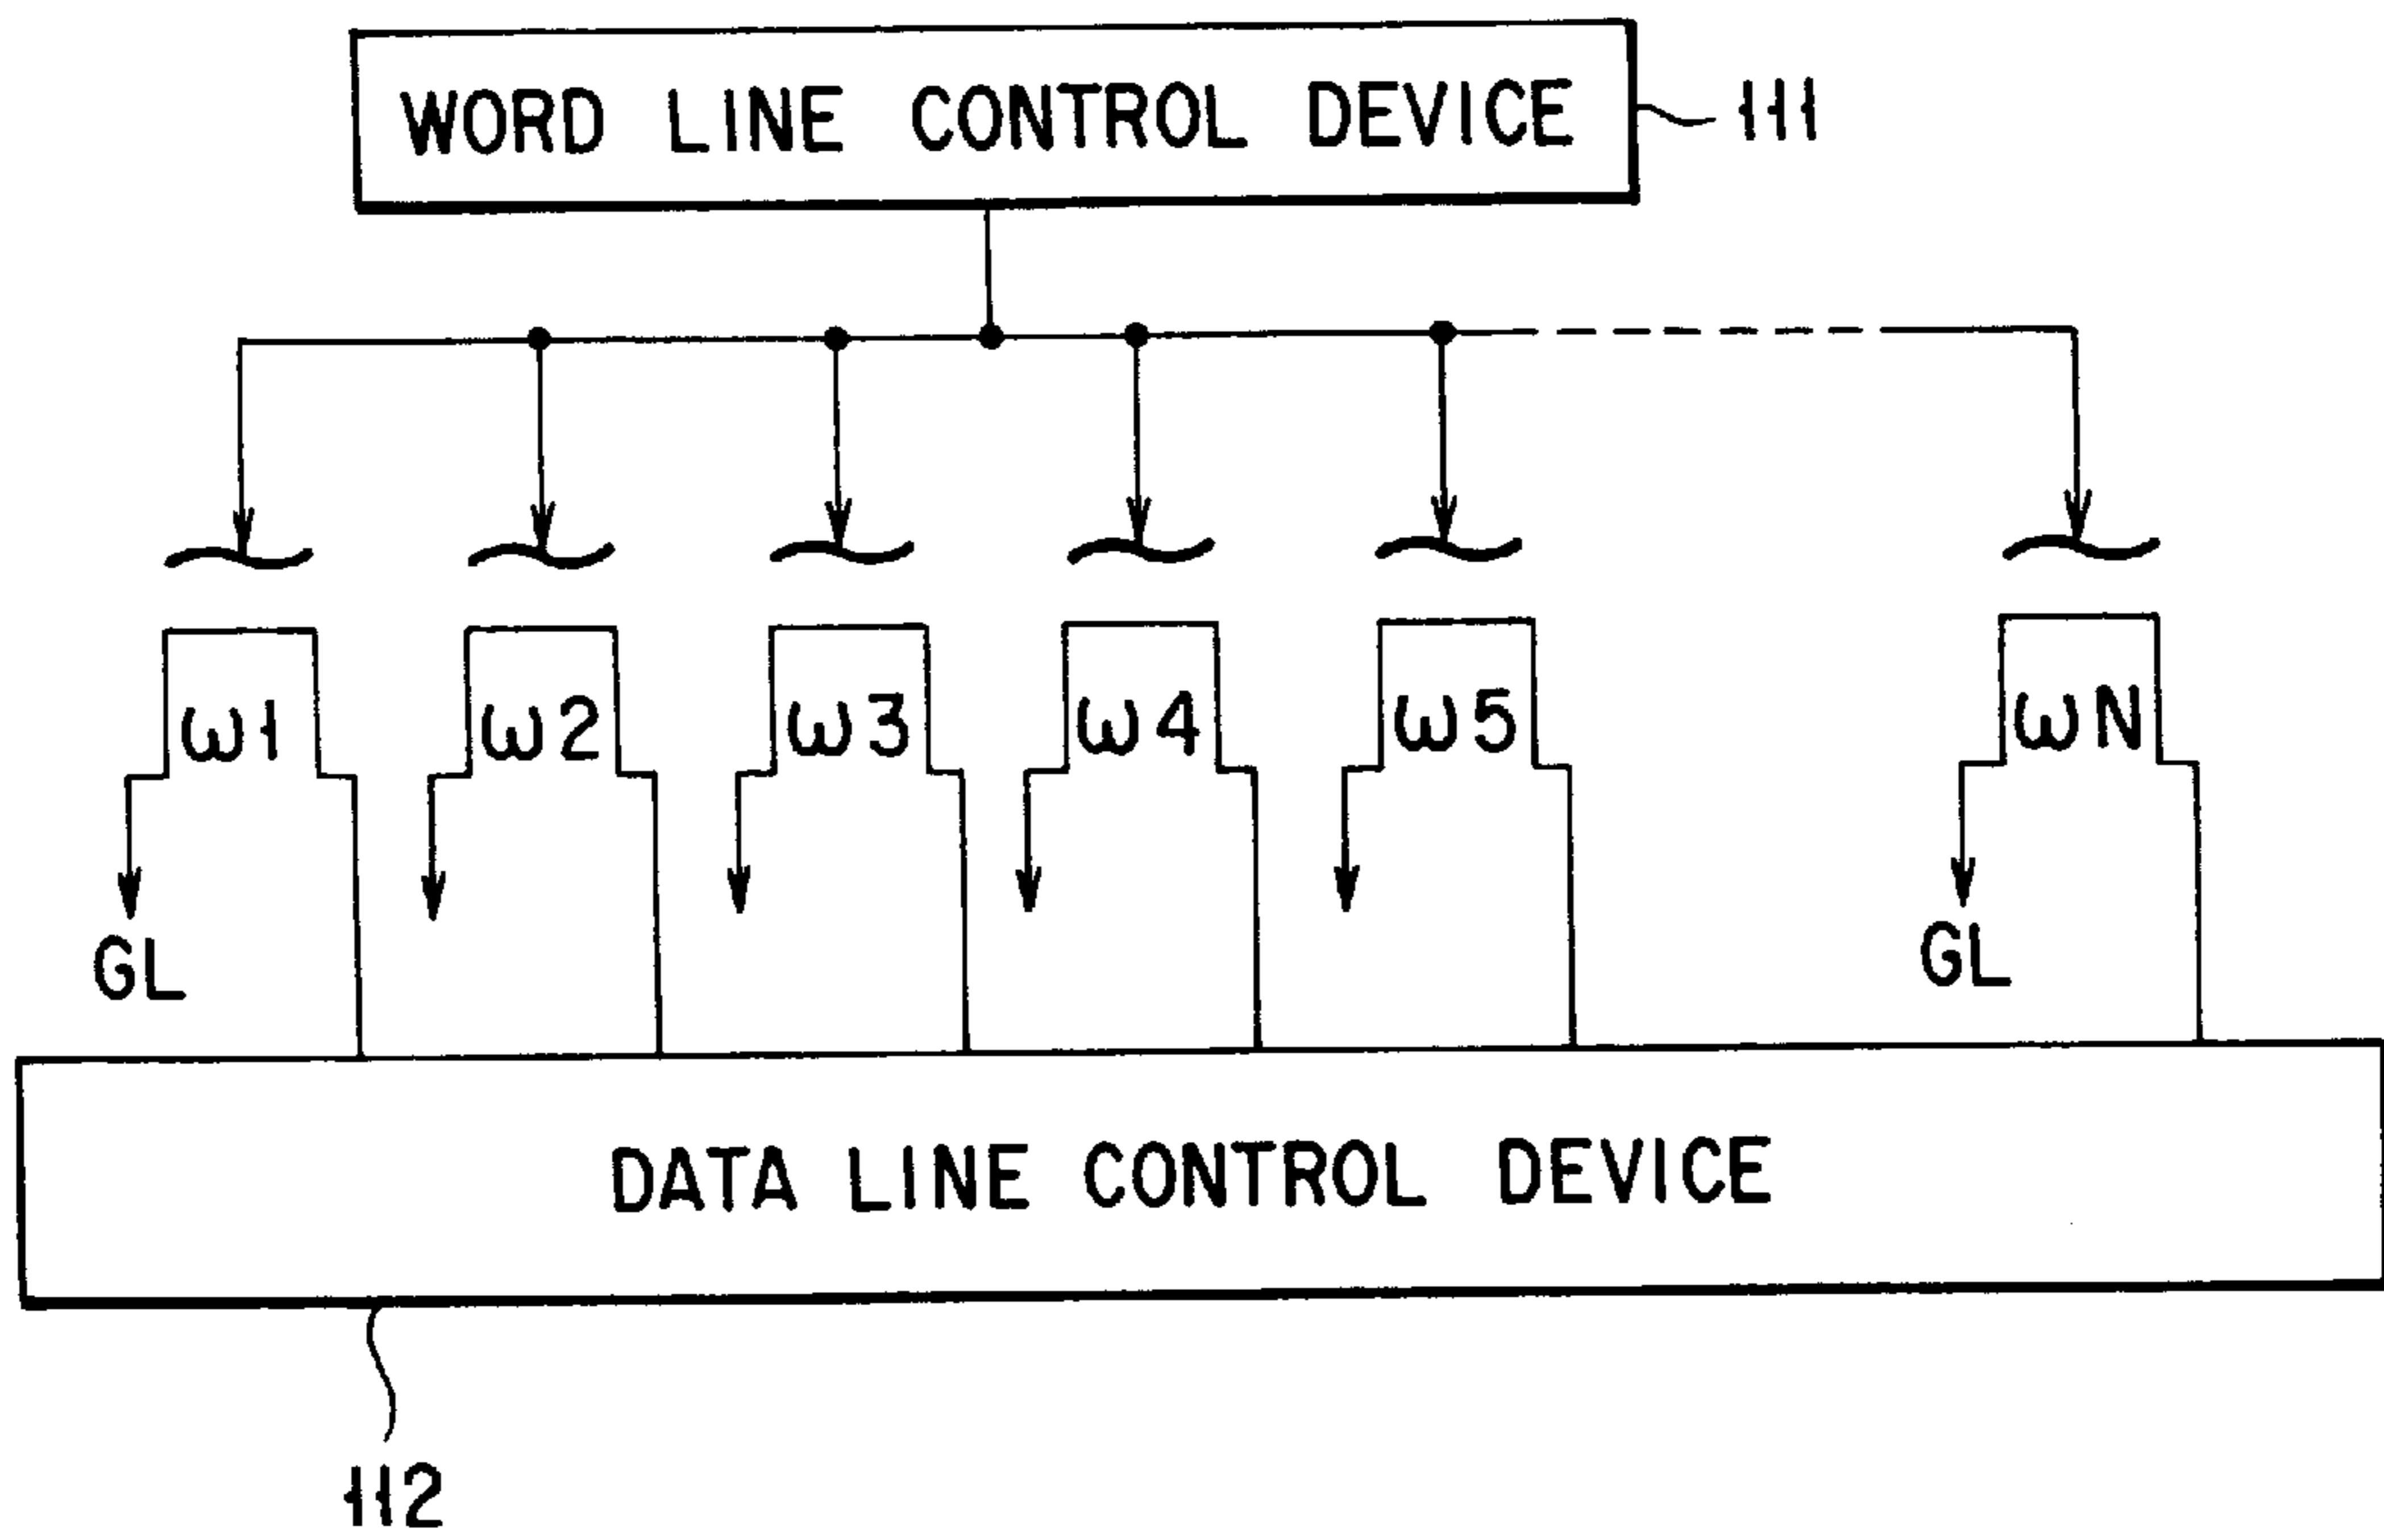 WORD LINE CONTROL DEVICE
111
ω1 ω2 ω3 ω4 ω5 ωN
GL GL
DATA LINE CONTROL DEVICE
112